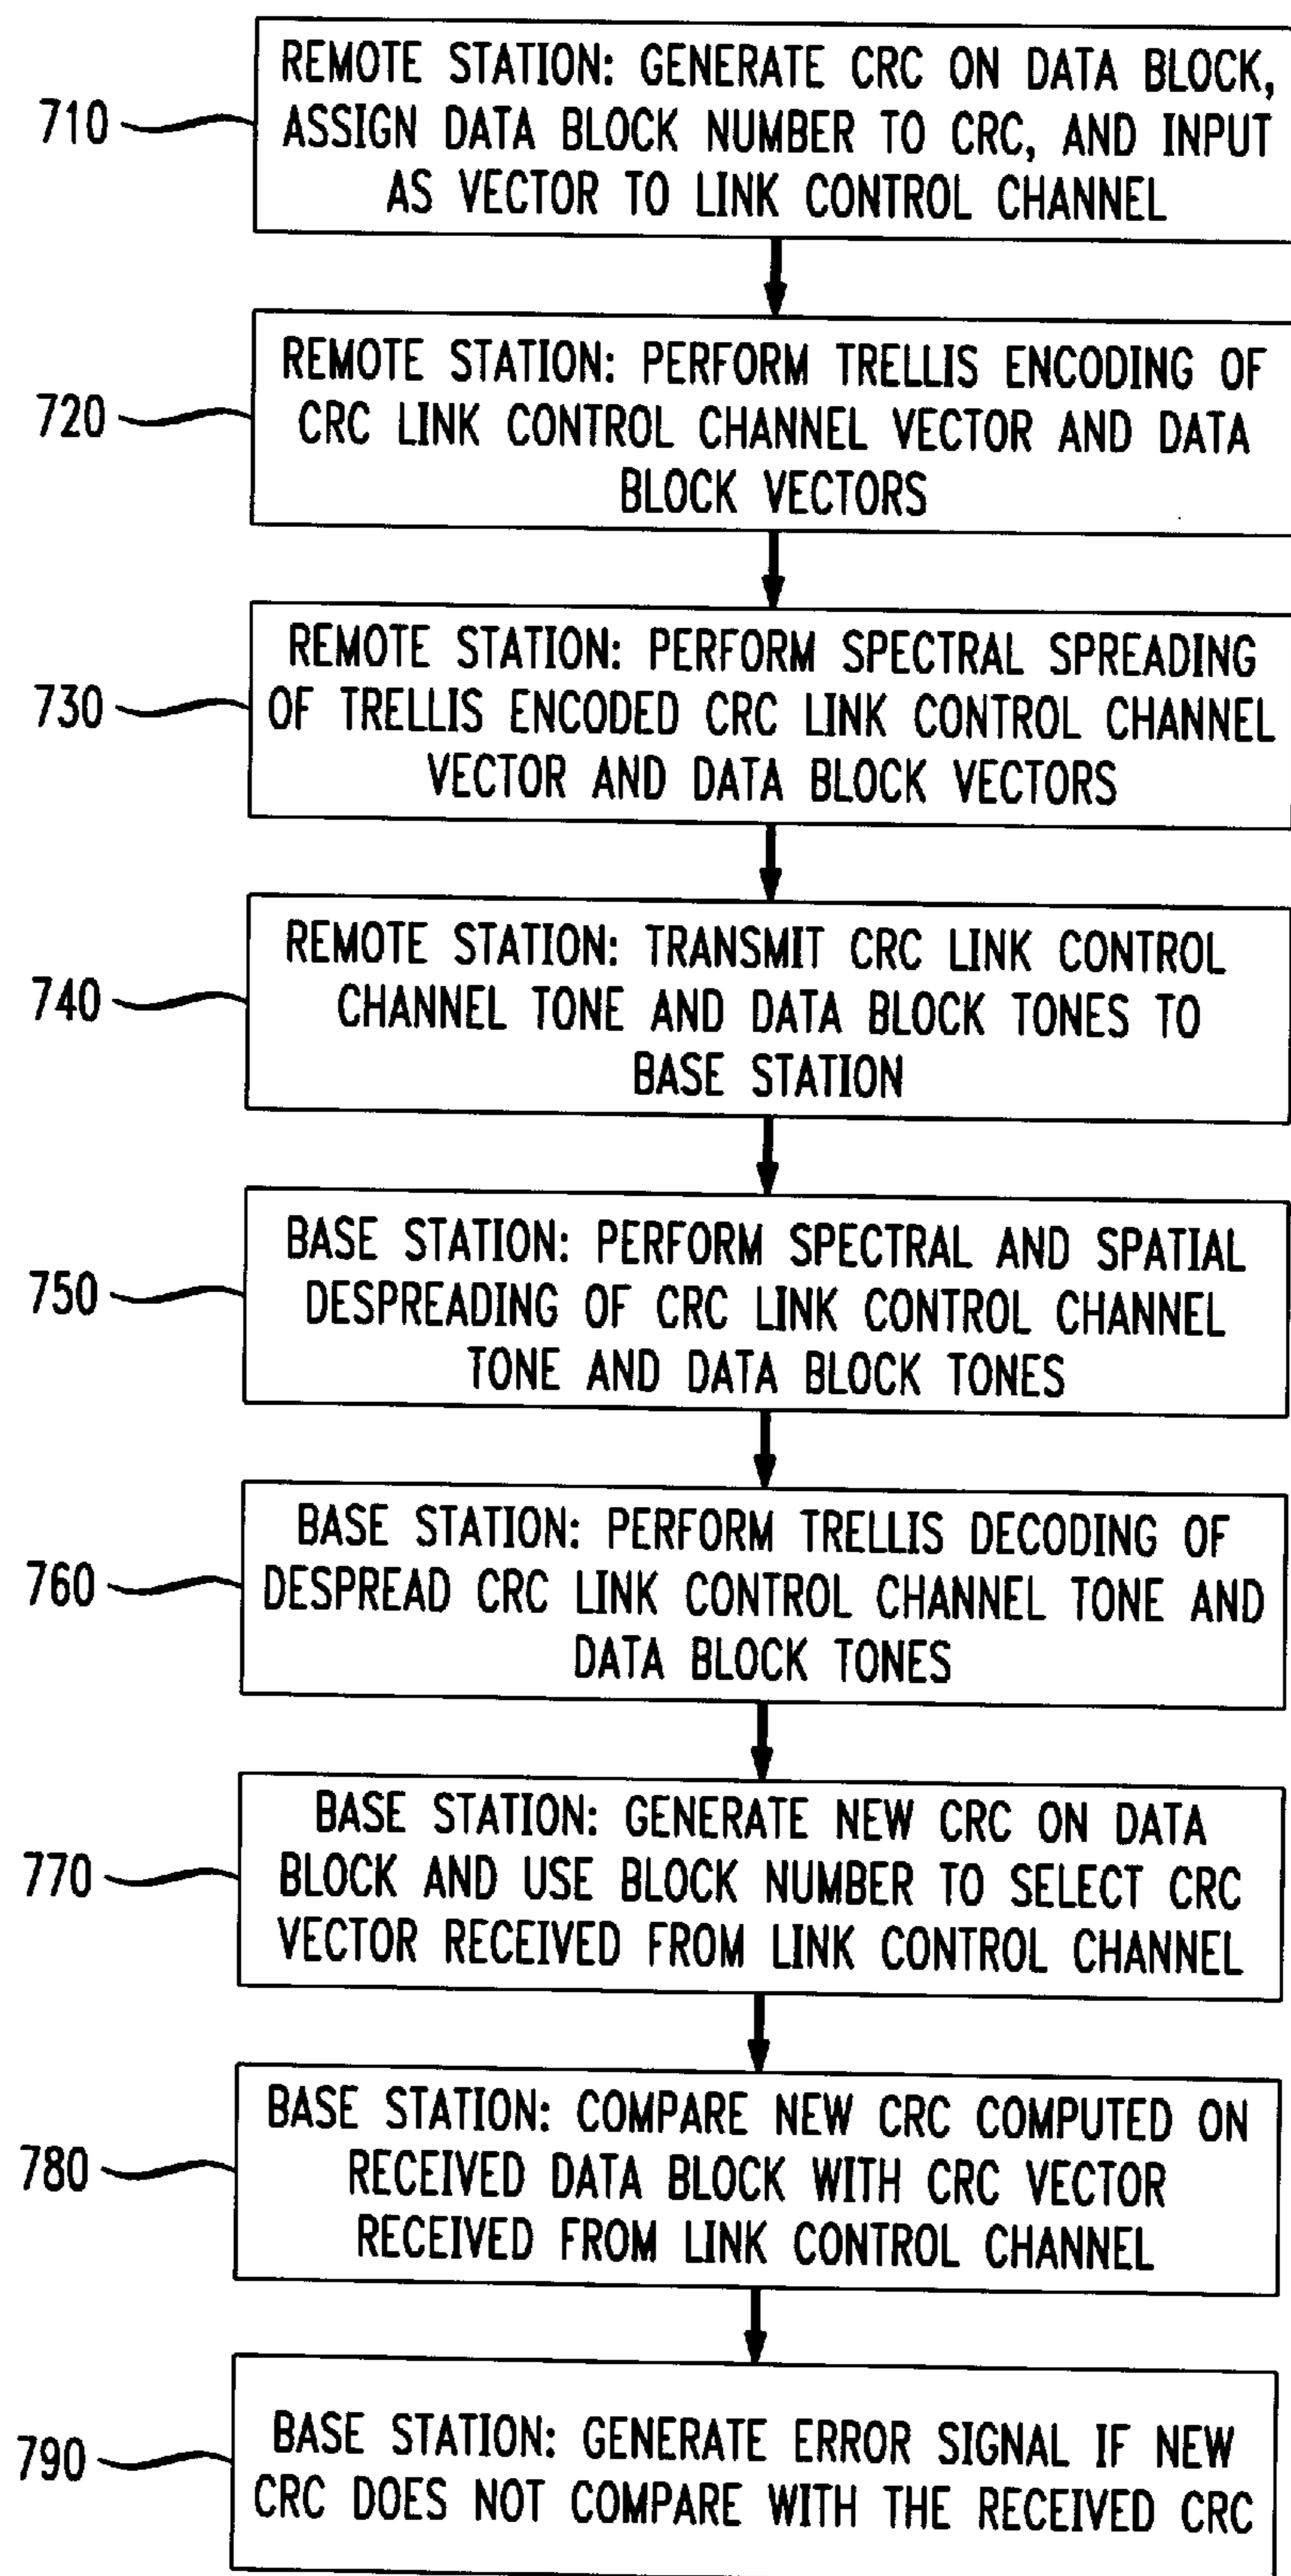 REMOTE STATION: GENERATE CRC ON DATA BLOCK,
710
ASSIGN DATA BLOCK NUMBER TO CRC, AND INPUT
AS VECTOR TO LINK CONTROL CHANNEL
REMOTE STATION: PERFORM TRELLIS ENCODING OF
720
CRC LINK CONTROL CHANNEL VECTOR AND DATA
BLOCK VECTORS
REMOTE STATION: PERFORM SPECTRAL SPREADING
730
OF TRELLIS ENCODED CRC LINK CONTROL CHANNEL
VECTOR AND DATA BLOCK VECTORS
REMOTE STATION: TRANSMIT CRC LINK CONTROL
740
CHANNEL TONE AND DATA BLOCK TONES TO
BASE STATION
BASE STATION: PERFORM SPECTRAL AND SPATIAL
750
DESPREADING OF CRC LINK CONTROL CHANNEL
TONE AND DATA BLOCK TONES
BASE STATION: PERFORM TRELLIS DECODING OF
760
DESPREAD CRC LINK CONTROL CHANNEL TONE AND
DATA BLOCK TONES
BASE STATION: GENERATE NEW CRC ON DATA
770
BLOCK AND USE BLOCK NUMBER TO SELECT CRC
VECTOR RECEIVED FROM LINK CONTROL CHANNEL
BASE STATION: COMPARE NEW CRC COMPUTED ON
780
RECEIVED DATA BLOCK WITH CRC VECTOR
RECEIVED FROM LINK CONTROL CHANNEL
790
BASE STATION: GENERATE ERROR SIGNAL IF NEW
CRC DOES NOT COMPARE WITH THE RECEIVED CRC